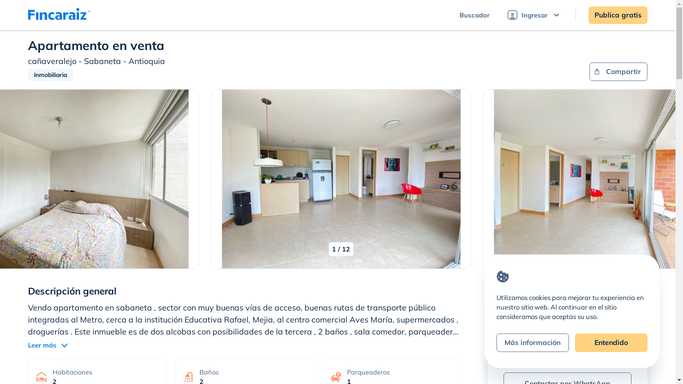 Fincaraiz
Buscador
Ingresar
Publica gratis
Apartamento en venta
cañaveralejo - Sabaneta - Antioquia
Inmobiliaria
Compartir
1 / 12
Descripción general
Vendo apartamento en sabaneta , sector con muy buenas vías de acceso, buenas rutas de transporte público
integradas al Metro, cerca a la institución Educativa Rafael, Mejia, al centro comercial Aves María, supermercados ,
droguerías . Este inmueble es de dos alcobas con posibilidades de la tercera , 2 baños , sala comedor, parqueader...
Leer más
Habitaciones
2
Baños
2
Parqueaderos
1
Utilizamos cookies para mejorar tu experiencia en
nuestro sitio web. Al continuar en el sitio
consideramos que aceptas su uso.
Más información
Entendido
Contactar por WhatsApp